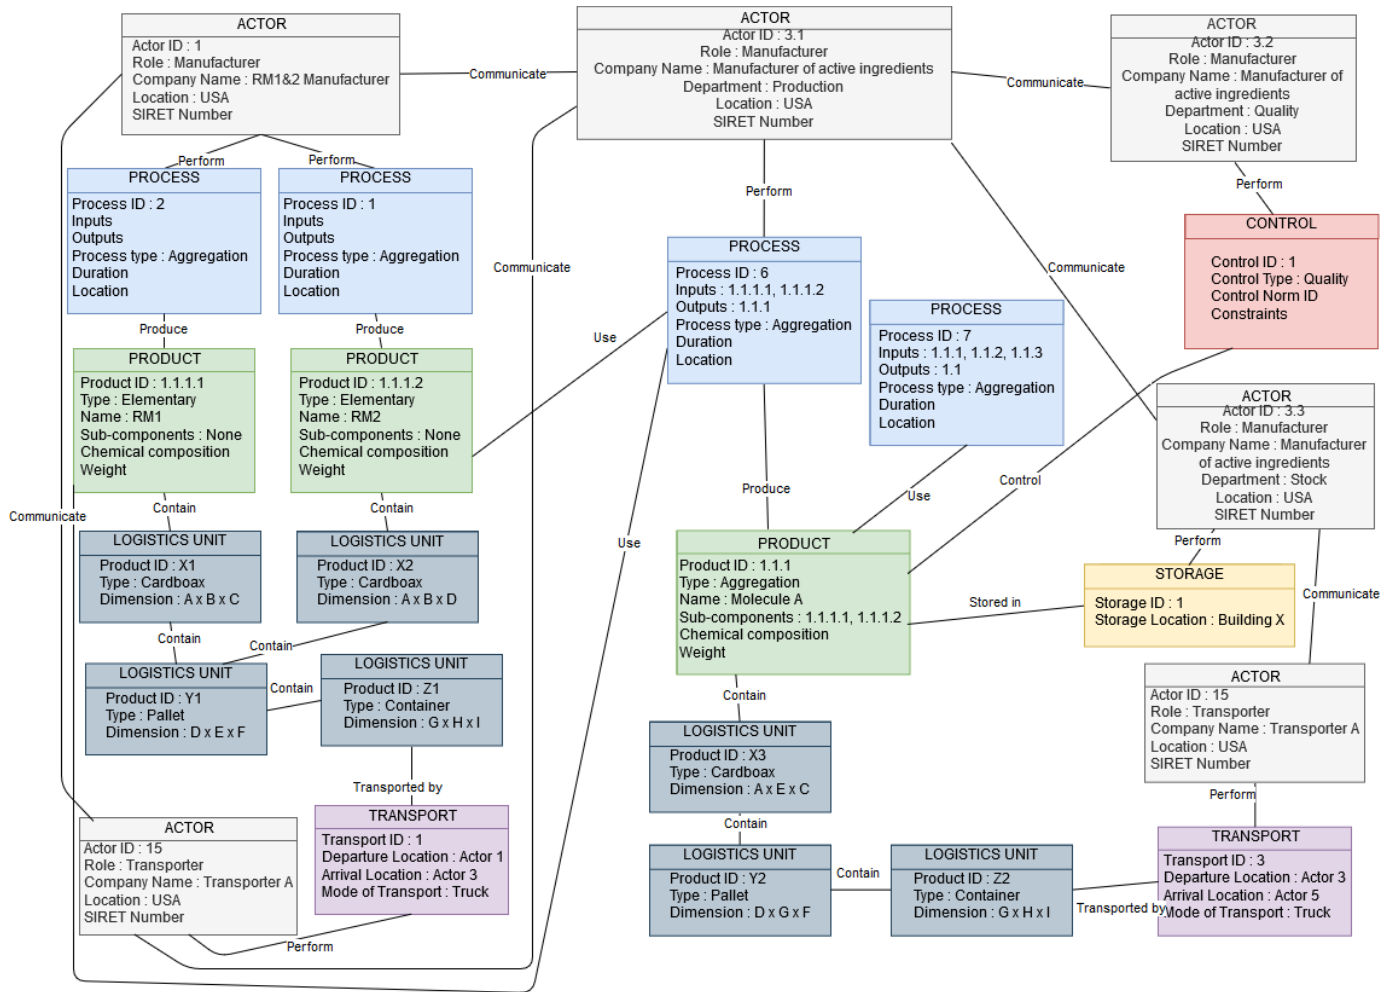 ACTOR
Actor ID : 1
Role : Manufacturer
Company Name : RM1&2 Manufacturer
Location : USA
SIRET Number
Communicate
ACTOR
Actor ID : 3.1
Role : Manufacturer
Company Name : Manufacturer of active ingredients
Department : Production
Location : USA
SIRET Number
Communicate
ACTOR
Actor ID : 3.2
Role : Manufacturer
Company Name : Manufacturer of
active ingredients
Department : Quality
Location : USA
SIRET Number
Perform
Perform
Perform
Perform
PROCESS
Process ID : 2
Inputs
Outputs
Process type : Aggregation
Duration
Location
PROCESS
Process ID : 1
Inputs
Outputs
Process type : Aggregation
Duration
Location
Communicate
PROCESS
Process ID : 6
Inputs : 1.1.1.1, 1.1.1.2
Outputs : 1.1.1
Process type : Aggregation
Duration
Location
Communicate
CONTROL
Control ID : 1
Control Type : Quality
Control Norm ID
Constraints
PROCESS
Process ID : 7
Inputs : 1.1.1, 1.1.2, 1.1.3
Outputs : 1.1
Process type : Aggregation
Duration
Location
Produce
Produce
Use
PRODUCT
Product ID : 1.1.1.1
Type : Elementary
Name : RM1
Sub-components : None
Chemical composition
Weight
PRODUCT
Product ID : 1.1.1.2
Type : Elementary
Name : RM2
Sub-components : None
Chemical composition
Weight
ACTOR
Actor ID : 3.3
Role : Manufacturer
Company Name : Manufacturer
of active ingredients
Department : Stock
Location : USA
SIRET Number
Communicate
Contain
Contain
Produce
Use
Control
Use
Perform
LOGISTICS UNIT
Product ID : X1
Type : Cardboax
Dimension : A x B x C
LOGISTICS UNIT
Product ID : X2
Type : Cardboax
Dimension : A x B x D
PRODUCT
Product ID : 1.1.1
Type : Aggregation
Name : Molecule A
Sub-components : 1.1.1.1, 1.1.1.2
Chemical composition
Weight
Stored in
STORAGE
Storage ID : 1
Storage Location : Building X
Communicate
Contain
Contain
LOGISTICS UNIT
Product ID : Y1
Type : Pallet
Dimension : D x E x F
Contain
LOGISTICS UNIT
Product ID : Z1
Type : Container
Dimension : G x H x I
Contain
ACTOR
Actor ID : 15
Role : Transporter
Company Name : Transporter A
Location : USA
SIRET Number
LOGISTICS UNIT
Product ID : X3
Type : Cardboax
Dimension : A x E x C
Transported by
Perform
ACTOR
Actor ID : 15
Role : Transporter
Company Name : Transporter A
Location : USA
SIRET Number
TRANSPORT
Transport ID : 1
Departure Location : Actor 1
Arrival Location : Actor 3
Mode of Transport : Truck
Perform
Contain
LOGISTICS UNIT
Product ID : Y2
Type : Pallet
Dimension : D x G x F
Contain
LOGISTICS UNIT
Product ID : Z2
Type : Container
Dimension : G x H x I
Transported by
TRANSPORT
Transport ID : 3
Departure Location : Actor 3
Arrival Location : Actor 5
Mode of Transport : Truck